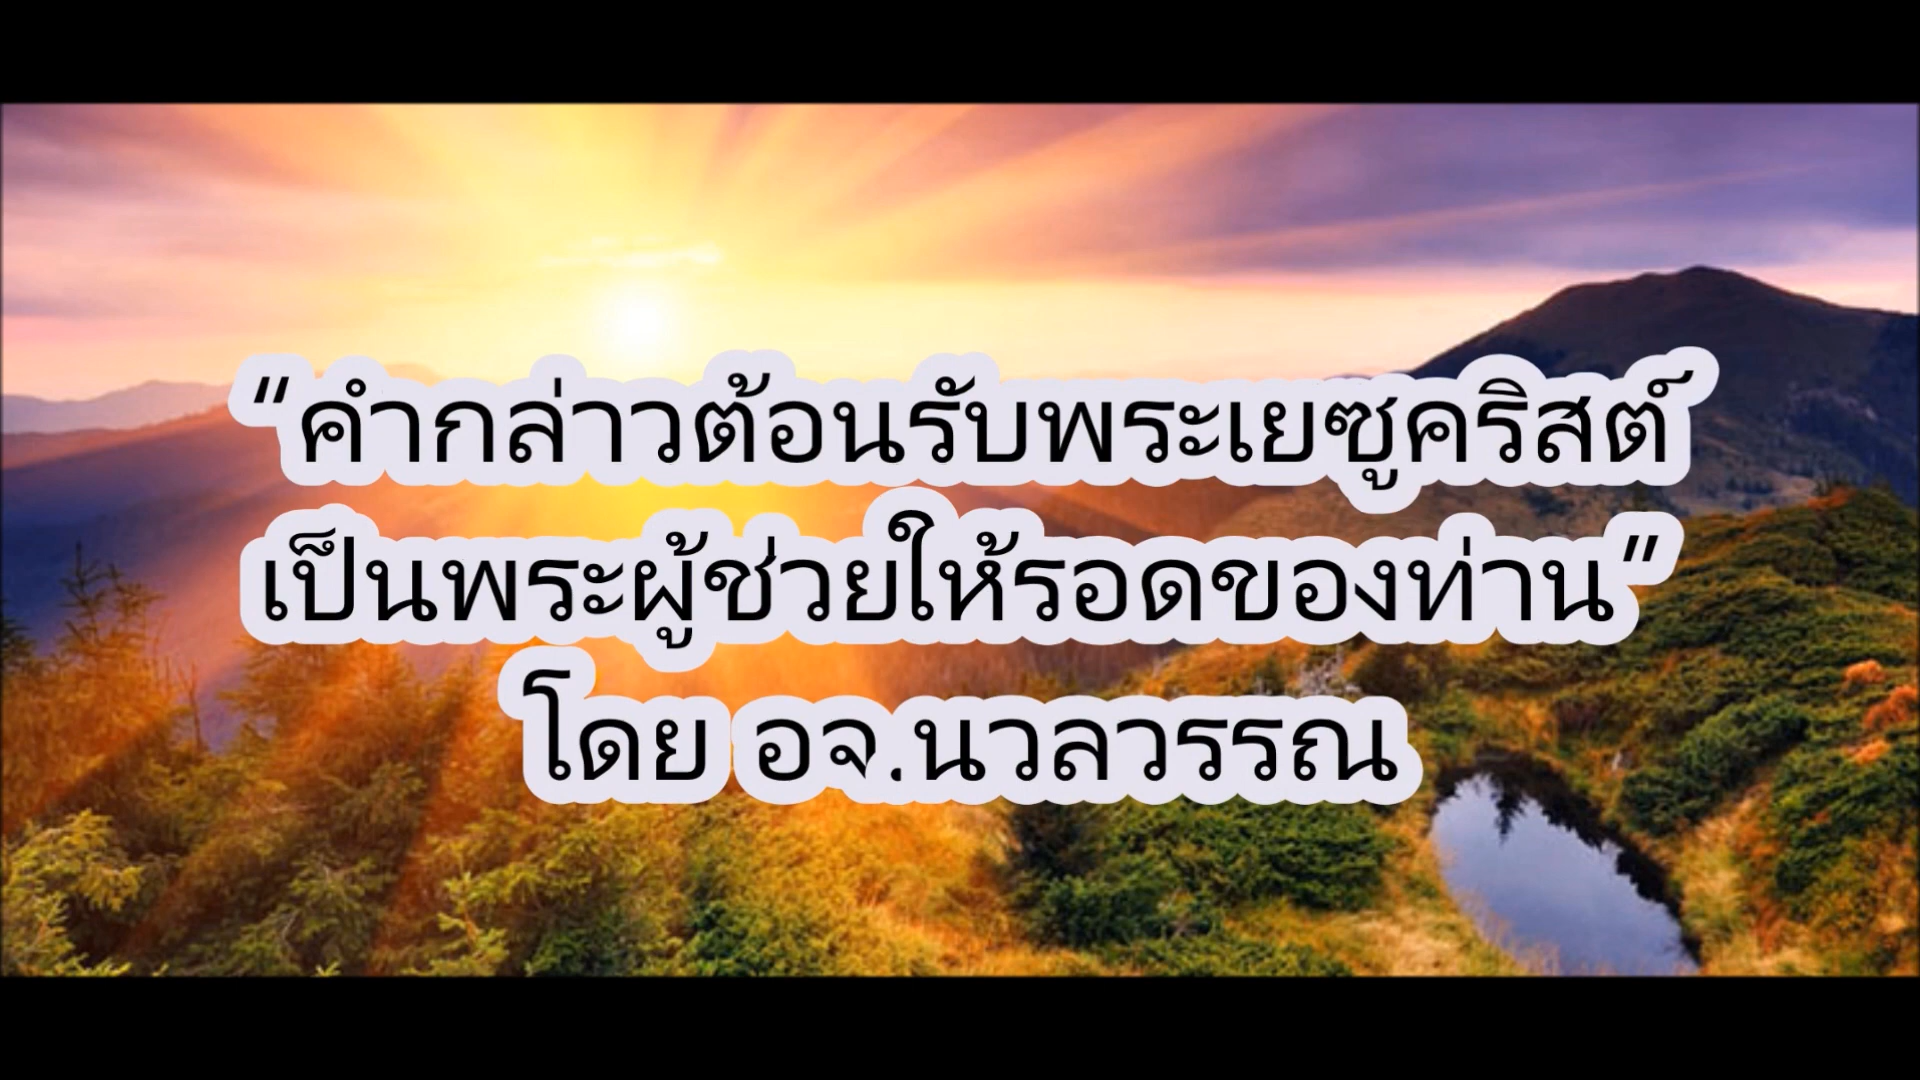 “คำกล่าวต้อนรับพระเยซูคริสต์
เป็นพระผู้ช่วยให้รอดของท่าน”
โดย อจ.นวลวรรณ